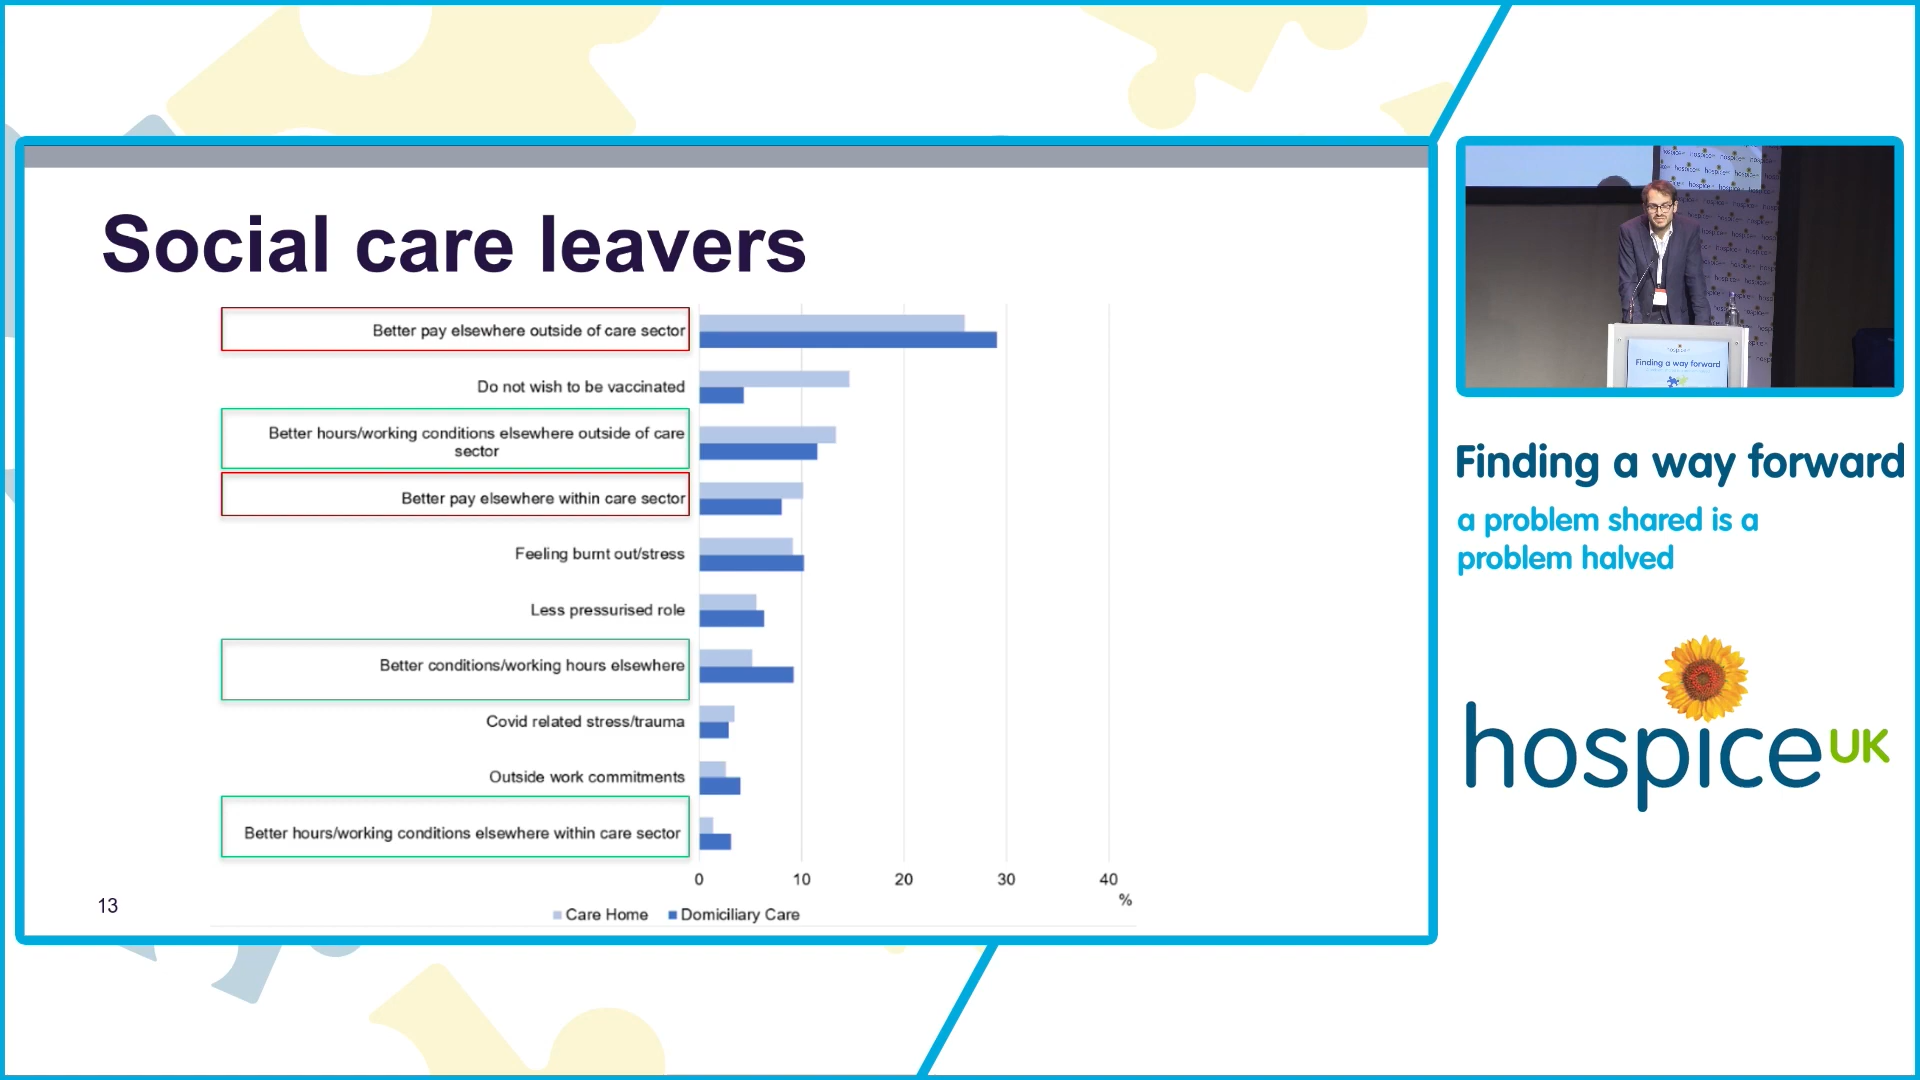 Social care leavers
Better pay elsewhere outside of care sector
Do not wish to be vaccinated
Better hours/working conditions elsewhere outside of care
sector
Better pay elsewhere within care sector
Feeling burnt out/stress
Less pressurised role
Better conditions/working hours elsewhere
Covid related stress/trauma
Outside work commitments
Better hours/working conditions elsewhere within care sector
0 10 20 30 40
%
Care Home Domiciliary Care
13
hospice
Finding a way forward
Finding a way forward
a problem shared is a
problem halved
hospice UK